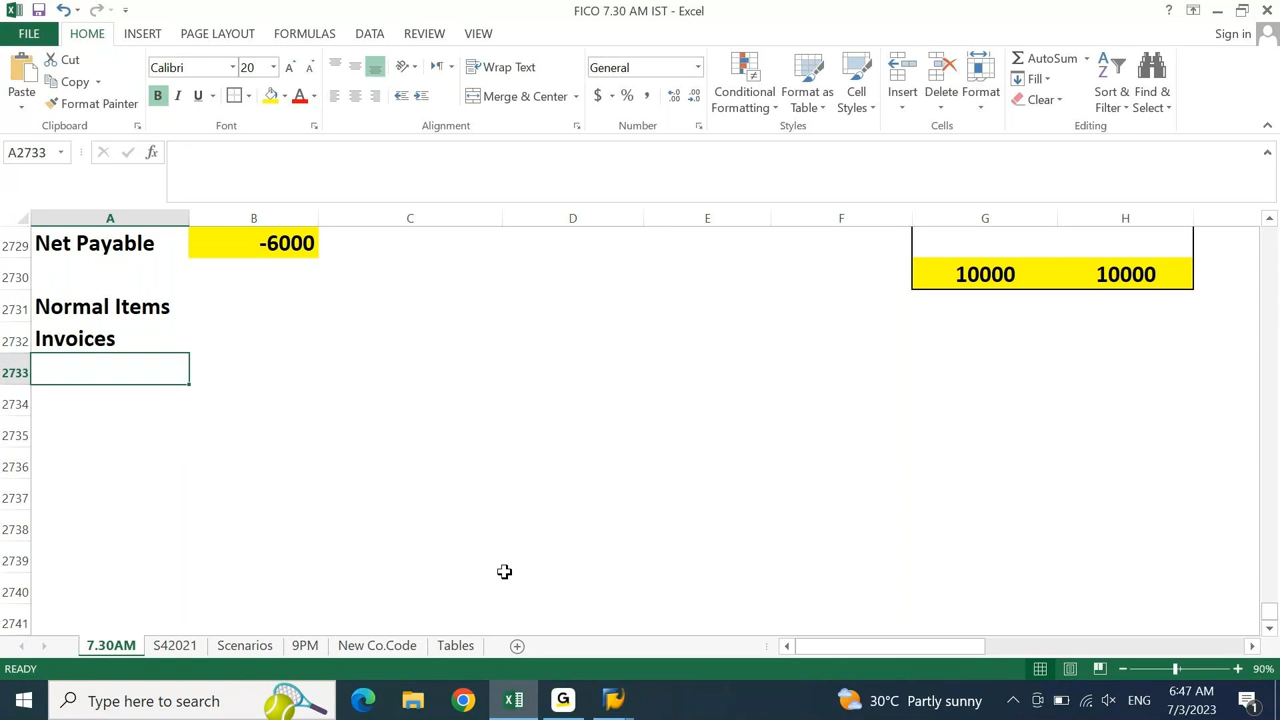 FICO 7.30 AM IST - Excel
FILE HOME INSERT PAGE LAYOUT FORMULAS DATA REVIEW VIEW Sign in
Paste Cut Copy Format Painter Clipboard
Calibri 20 B I U A Font
Wrap Text Merge & Center Alignment
General $ % , Number
Conditional Formatting Format as Table Cell Styles Styles
Insert Delete Format Cells
AutoSum Fill Clear Sort & Filter Find & Select Editing
A2733 fx
A B C D E F G H
2729 Net Payable -6000
2730 10000 10000
2731 Normal Items
2732 Invoices
2733
2734
2735
2736
2737
2738
2739
2740
2741
7.30AM S42021 Scenarios 9PM New Co.Code Tables
READY 90%
Type here to search 30°C Partly sunny ENG 6:47 AM 7/3/2023 1